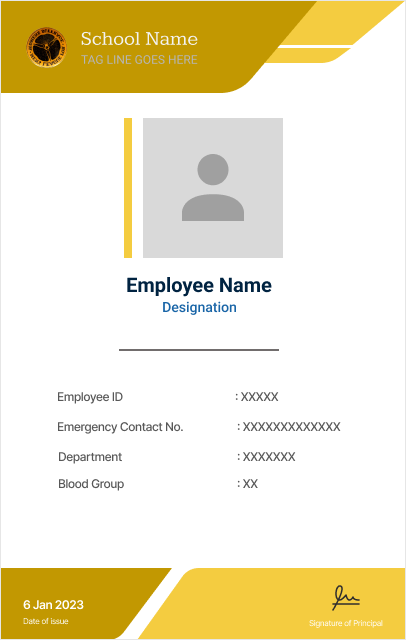 School Name
TAG LINE GOES HERE
Employee Name
Designation
Employee ID : XXXXX
Emergency Contact No. : XXXXXXXXXXXXX
Department : XXXXXXX
Blood Group : XX
6 Jan 2023
Date of issue
Signature of Principal